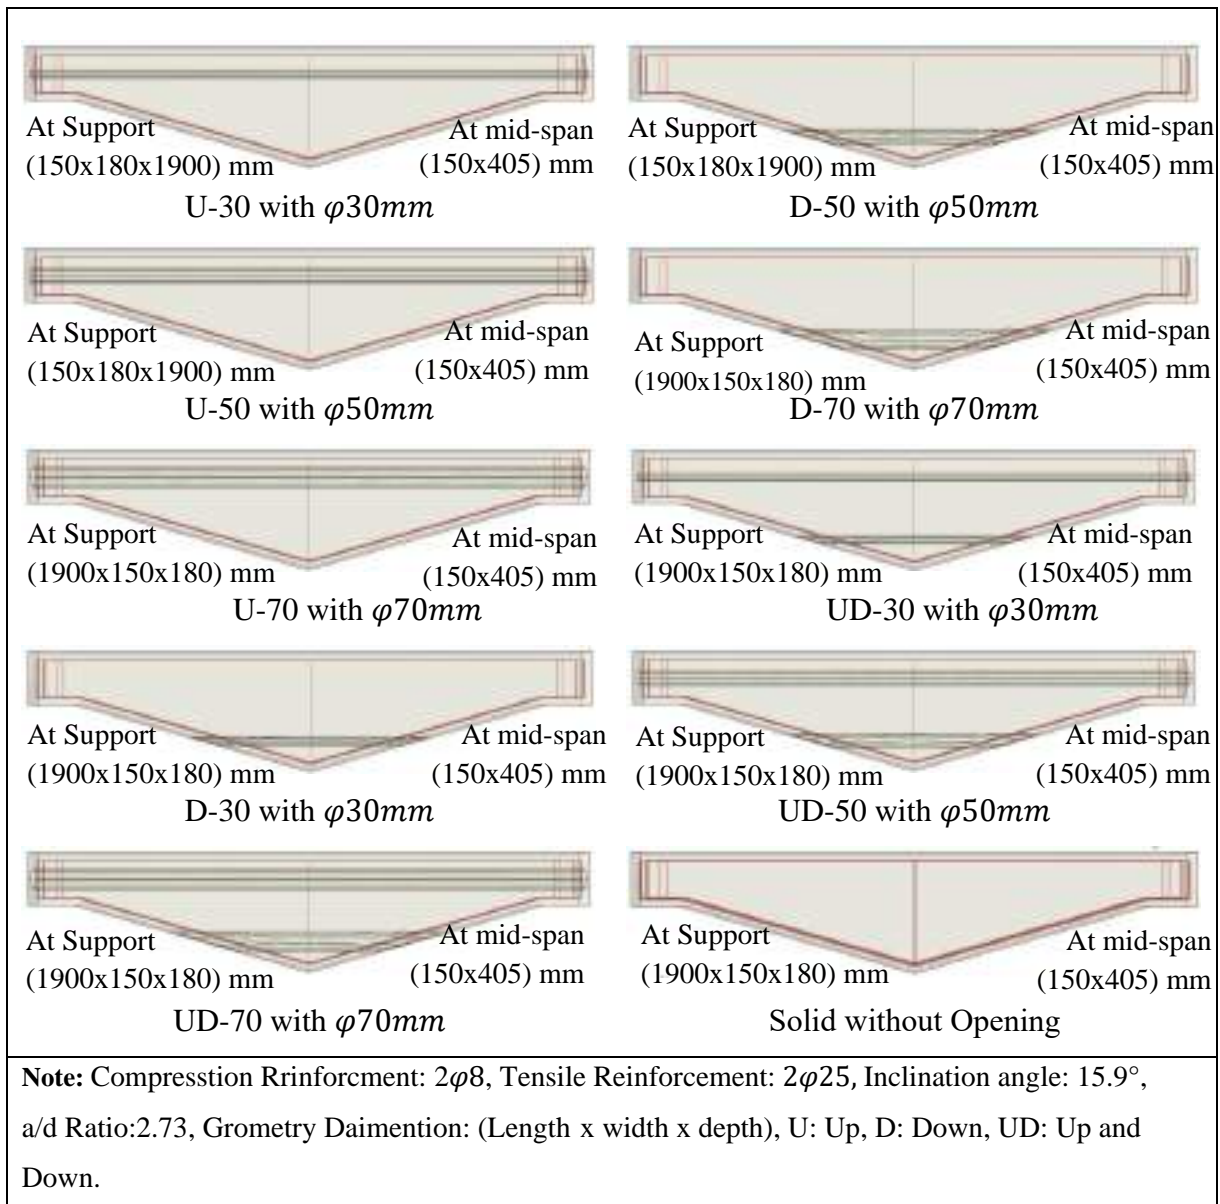 At Support
(150x180x1900) mm
At mid-span
(150x405) mm
U-30 with φ30mm
At Support
(150x180x1900) mm
At mid-span
(150x405) mm
D-50 with φ50mm
At Support
(150x180x1900) mm
At mid-span
(150x405) mm
U-50 with φ50mm
At Support
(1900x150x180) mm
At mid-span
(150x405) mm
D-70 with φ70mm
At Support
(1900x150x180) mm
At mid-span
(150x405) mm
U-70 with φ70mm
At Support
(1900x150x180) mm
At mid-span
(150x405) mm
UD-30 with φ30mm
At Support
(1900x150x180) mm
At mid-span
(150x405) mm
D-30 with φ30mm
At Support
(1900x150x180) mm
At mid-span
(150x405) mm
UD-50 with φ50mm
At Support
(1900x150x180) mm
At mid-span
(150x405) mm
UD-70 with φ70mm
At Support
(1900x150x180) mm
At mid-span
(150x405) mm
Solid without Opening
Note: Compresstion Rrinforcment: 2φ8, Tensile Reinforcement: 2φ25, Inclination angle: 15.9°,
a/d Ratio:2.73, Grometry Daimention: (Length x width x depth), U: Up, D: Down, UD: Up and
Down.